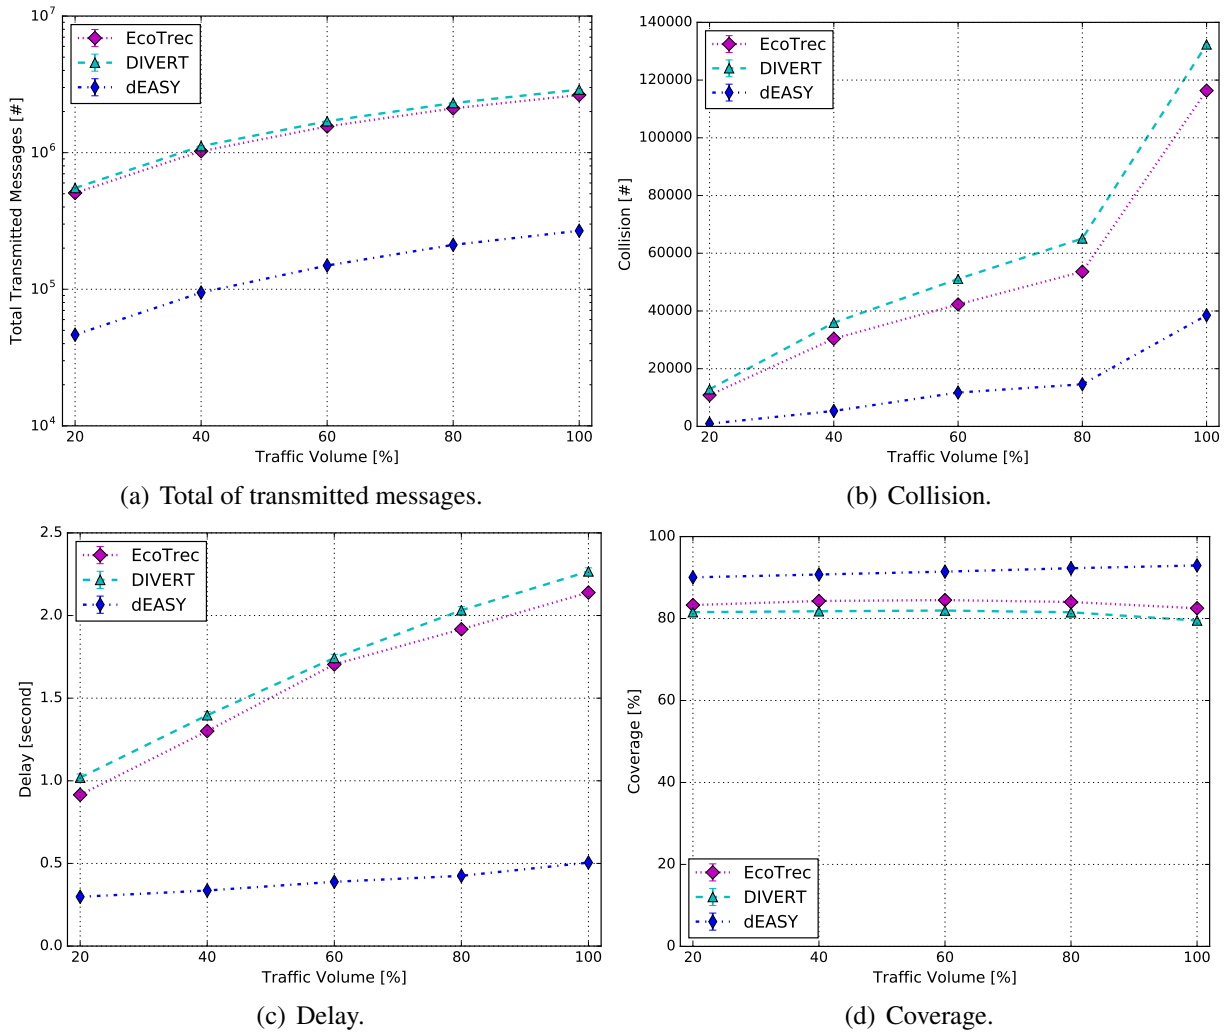 10^7
10^6
10^5
10^4
Total Transmitted Messages [#]
EcoTrec
DIVERT
dEASY
20 40 60 80 100
Traffic Volume [%]
(a) Total of transmitted messages.
140000
120000
100000
80000
60000
40000
20000
0
Collision [#]
EcoTrec
DIVERT
dEASY
20 40 60 80 100
Traffic Volume [%]
(b) Collision.
2.5
2.0
1.5
1.0
0.5
0.0
Delay [second]
EcoTrec
DIVERT
dEASY
20 40 60 80 100
Traffic Volume [%]
(c) Delay.
100
80
60
40
20
0
Coverage [%]
EcoTrec
DIVERT
dEASY
20 40 60 80 100
Traffic Volume [%]
(d) Coverage.